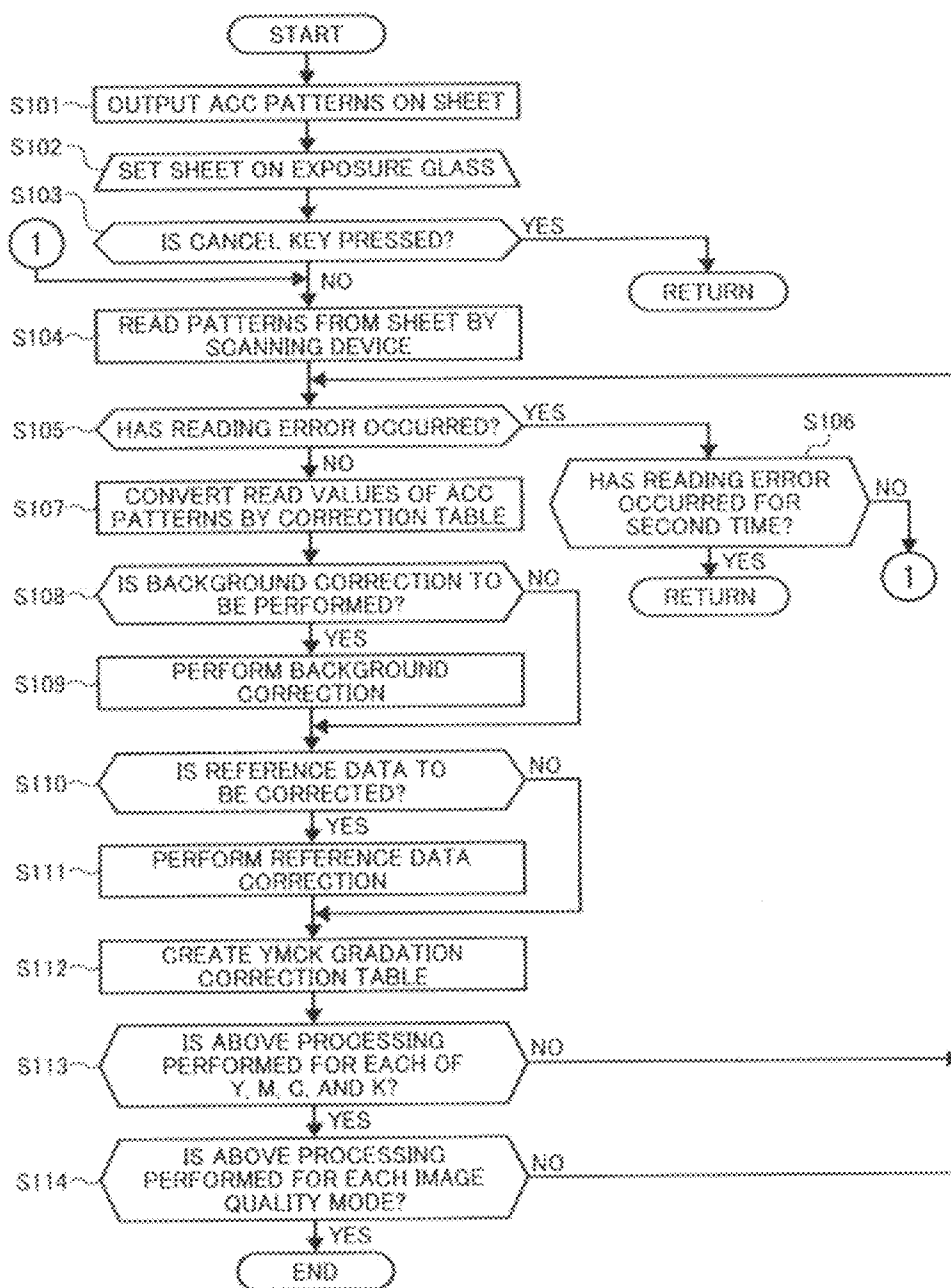 START
S101
OUTPUT ACC PATTERNS ON SHEET
S102
SET SHEET ON EXPOSURE GLASS
S103
1
IS CANCEL KEY PRESSED?
YES
NO
RETURN
S104
READ PATTERNS FROM SHEET BY
SCANNING DEVICE
S105
HAS READING ERROR OCCURRED?
YES
S106
NO
HAS READING ERROR
OCCURRED FOR
SECOND TIME?
NO
YES
RETURN
1
S107
CONVERT READ VALUES OF ACC
PATTERNS BY CORRECTION TABLE
S108
IS BACKGROUND CORRECTION TO
BE PERFORMED?
NO
YES
S109
PERFORM BACKGROUND
CORRECTION
S110
IS REFERENCE DATA TO
BE CORRECTED?
NO
YES
S111
PERFORM REFERENCE DATA
CORRECTION
S112
CREATE YMCK GRADATION
CORRECTION TABLE
S113
IS ABOVE PROCESSING
PERFORMED FOR EACH OF
Y, M, C, AND K?
NO
YES
S114
IS ABOVE PROCESSING
PERFORMED FOR EACH IMAGE
QUALITY MODE?
NO
YES
END